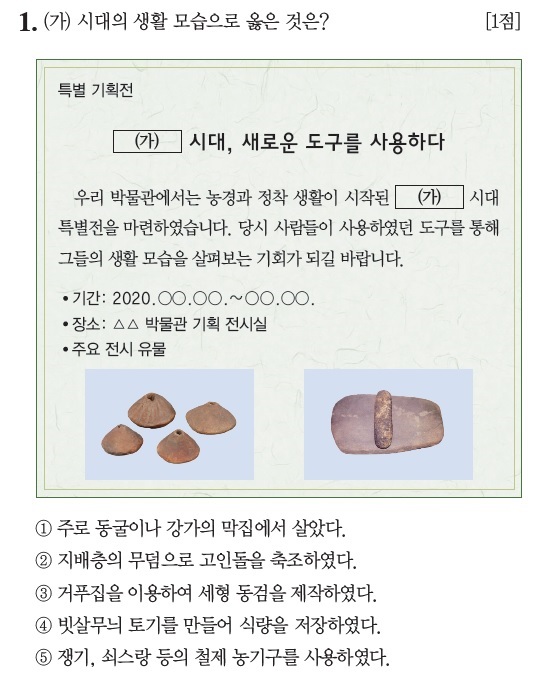 1. (가) 시대의 생활 모습으로 옳은 것은? [1점]
특별 기획전
(가) 시대, 새로운 도구를 사용하다
우리 박물관에서는 농경과 정착 생활이 시작된 (가) 시대
특별전을 마련하였습니다. 당시 사람들이 사용하였던 도구를 통해
그들의 생활 모습을 살펴보는 기회가 되길 바랍니다.
• 기간: 2020.○○.○○.~○○.○○.
• 장소: △△ 박물관 기획 전시실
• 주요 전시 유물
① 주로 동굴이나 강가의 막집에서 살았다.
② 지배층의 무덤으로 고인돌을 축조하였다.
③ 거푸집을 이용하여 세형 동검을 제작하였다.
④ 빗살무늬 토기를 만들어 식량을 저장하였다.
⑤ 쟁기, 쇠스랑 등의 철제 농기구를 사용하였다.